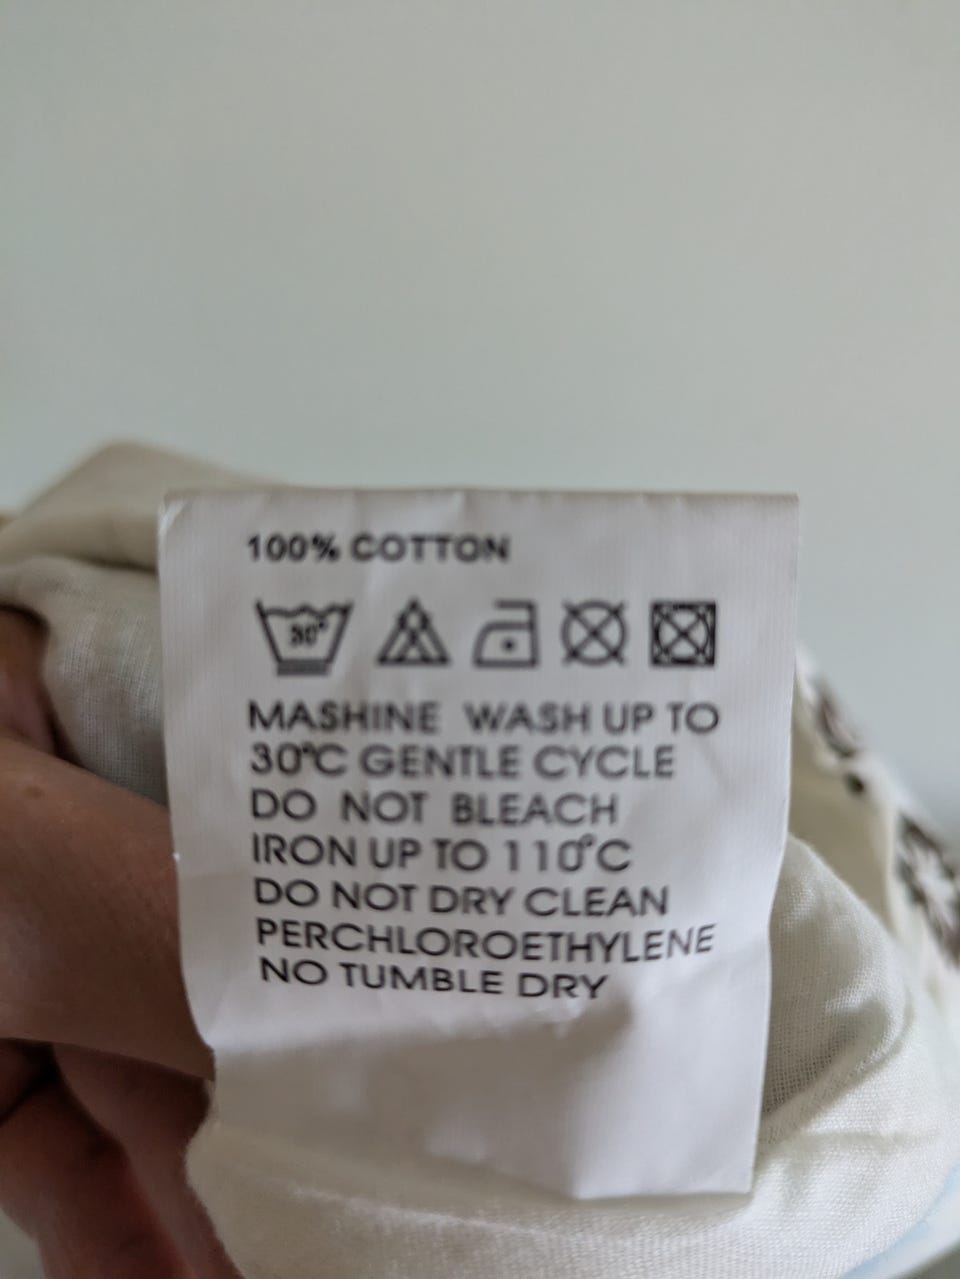 100% COTTON
30°
MASHINE WASH UP TO
30°C GENTLE CYCLE
DO NOT BLEACH
IRON UP TO 110°C
DO NOT DRY CLEAN
PERCHLOROETHYLENE
NO TUMBLE DRY